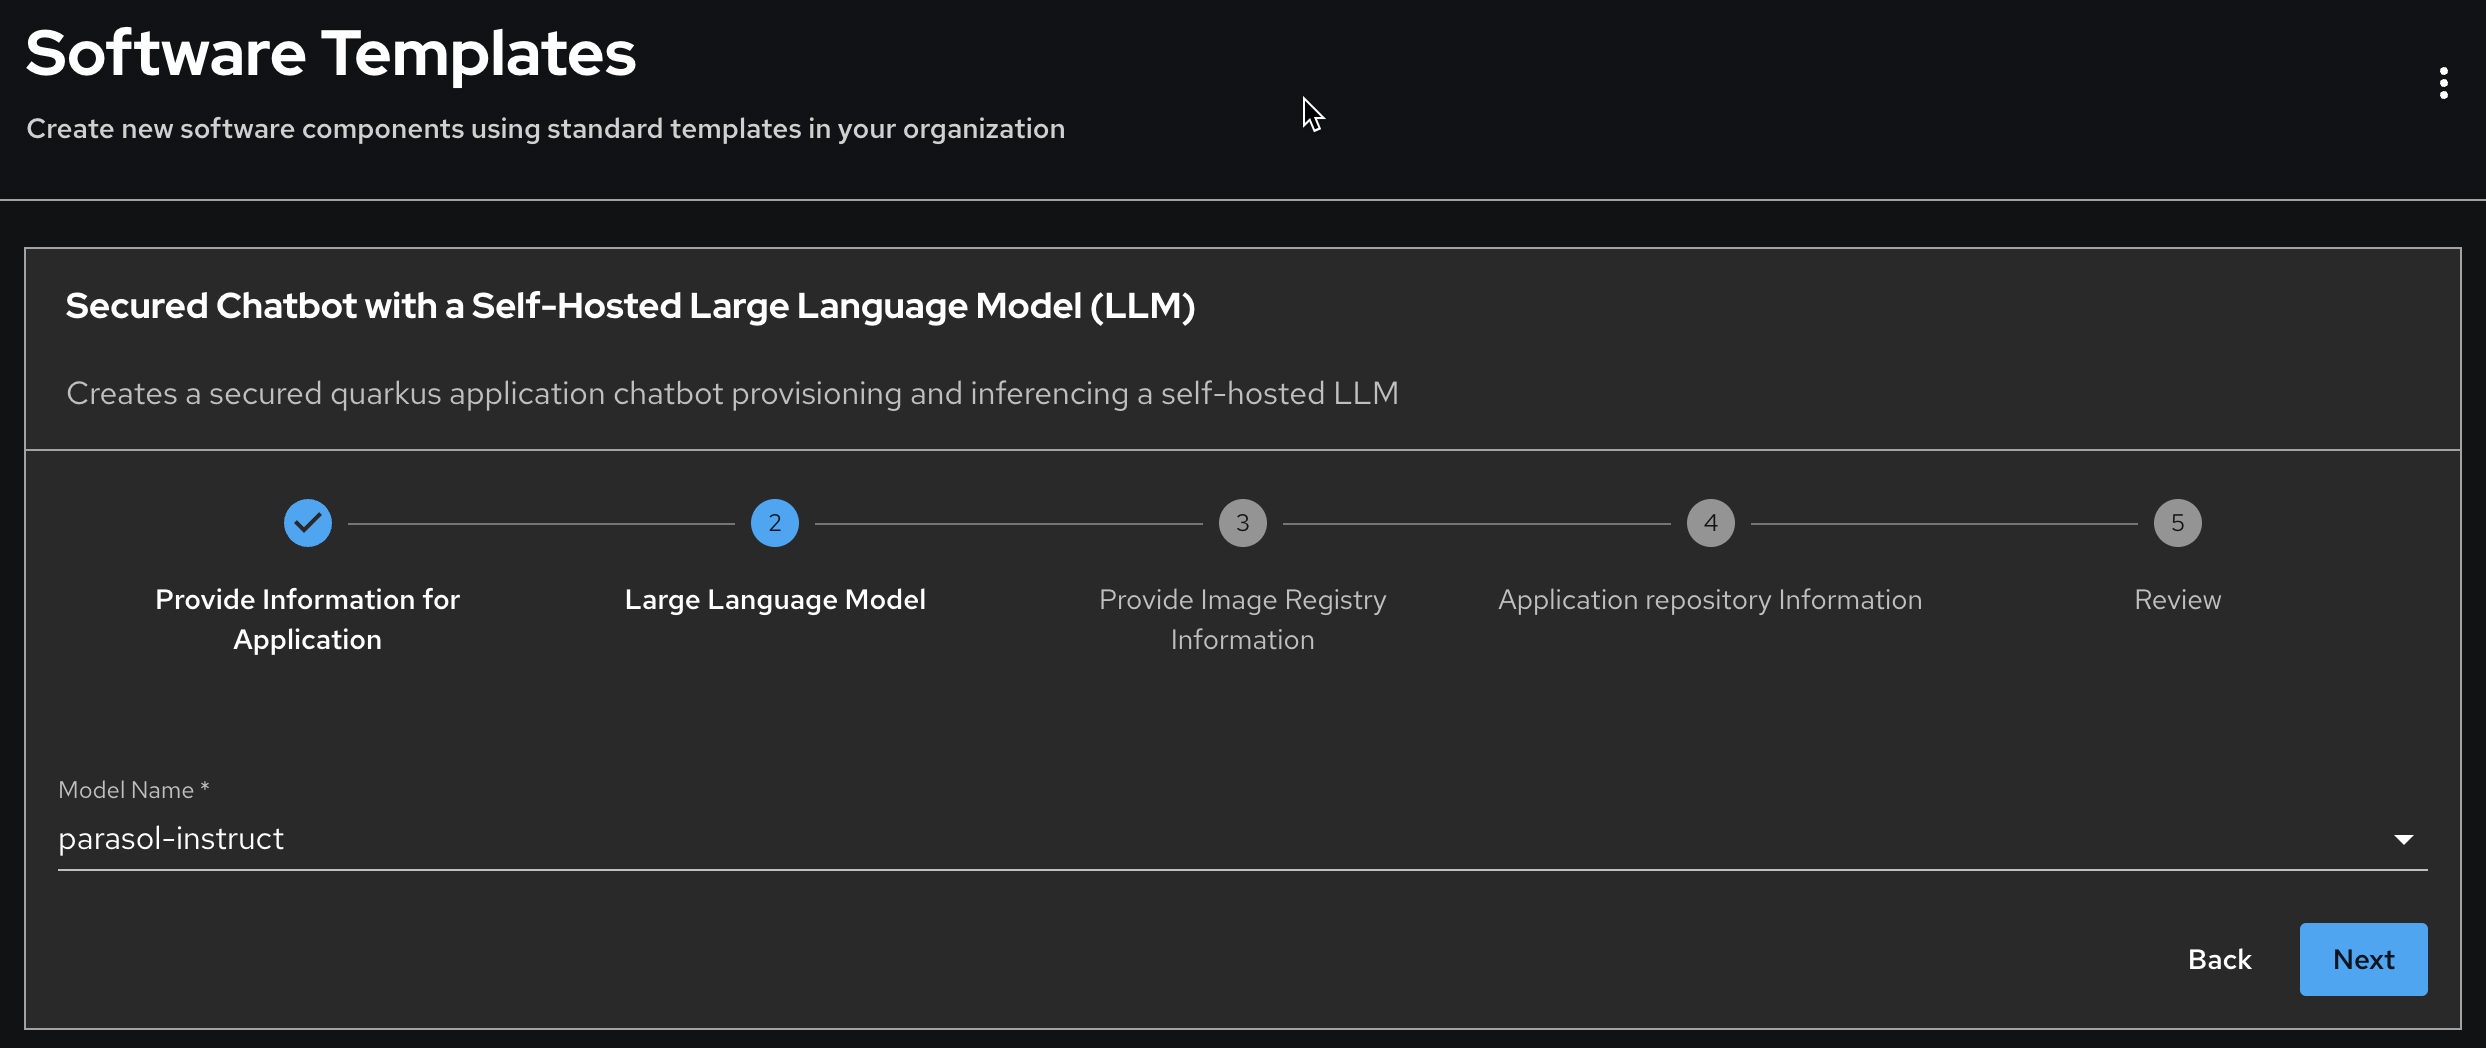 Software Templates
Create new software components using standard templates in your organization
Secured Chatbot with a Self-Hosted Large Language Model (LLM)
Creates a secured quarkus application chatbot provisioning and inferencing a self-hosted LLM
2
3
4
5
Provide Information for
Application
Large Language Model
Provide Image Registry
Information
Application repository Information
Review
Model Name *
parasol-instruct
Back
Next